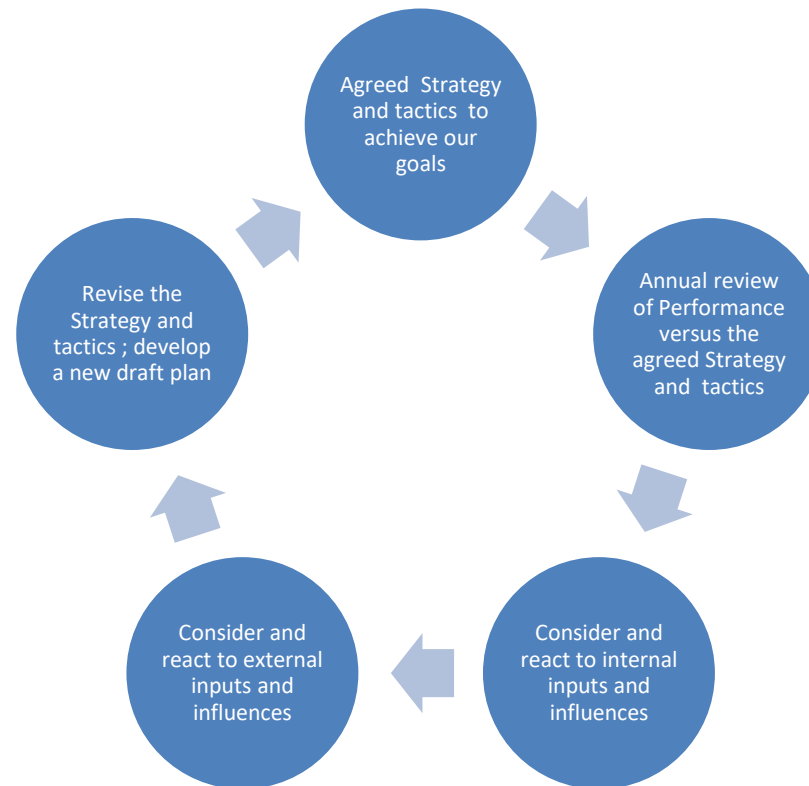 Agreed Strategy
and tactics to
achieve our
goals
Annual review
of Performance
versus the
agreed Strategy
and tactics
Consider and
react to internal
inputs and
influences
Consider and
react to external
inputs and
influences
Revise the
Strategy and
tactics ; develop
a new draft plan